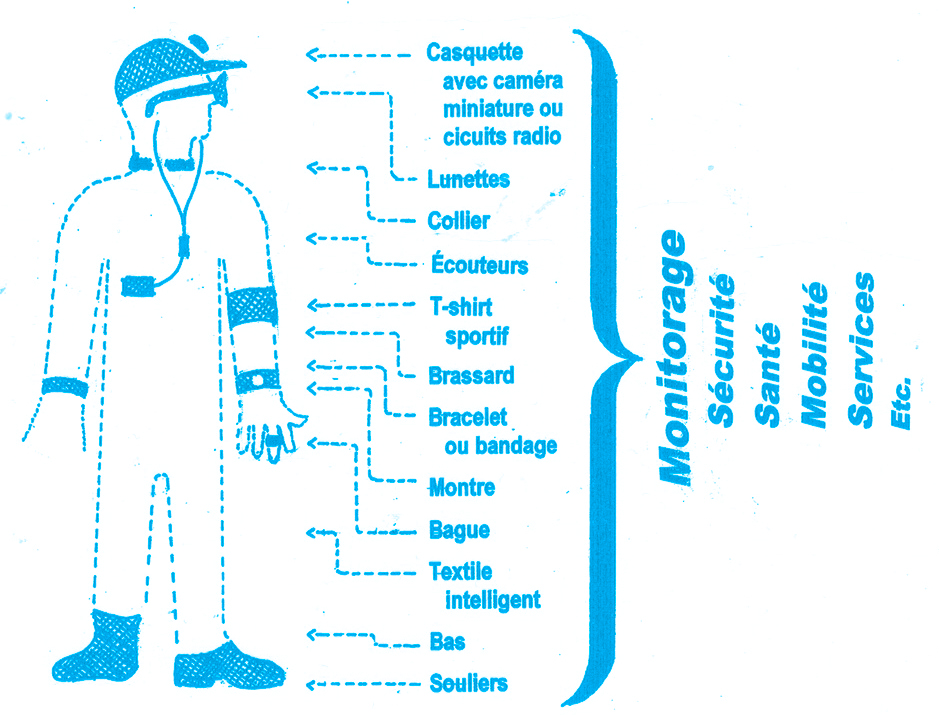 Casquette
avec caméra
miniature ou
cicuits radio
Lunettes
Collier
Écouteurs
T-shirt
sportif
Brassard
Bracelet
ou bandage
Montre
Bague
Textile
intelligent
Bas
Souliers
Monitorage
Sécurité
Santé
Mobilité
Services
Etc.